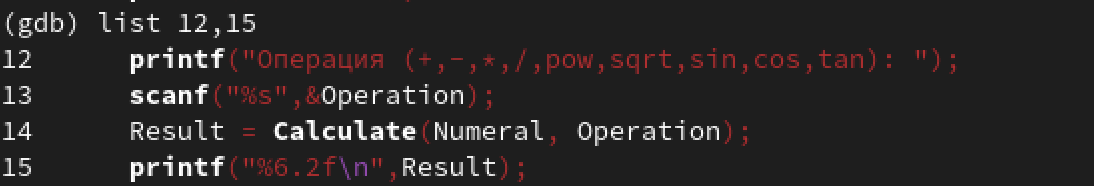 (gdb) list 12,15
12 printf("Операция (+,-,*,/,pow,sqrt,sin,cos,tan): ");
13 scanf("%s",&Operation);
14 Result = Calculate(Numeral, Operation);
15 printf("%6.2f\n",Result);